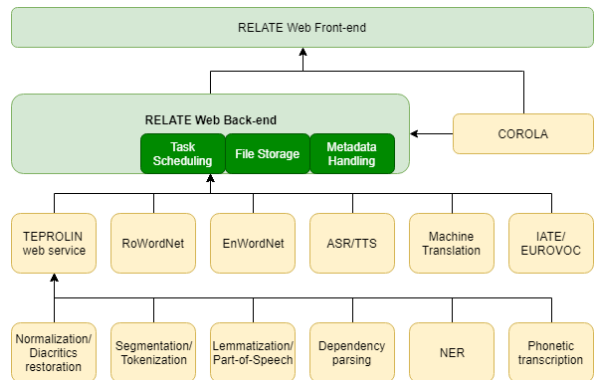 RELATE Web Front-end
RELATE Web Back-end
Task
Scheduling
File Storage
Metadata
Handling
COROLA
TEPROLIN
web service
RoWordNet
EnWordNet
ASR/TTS
Machine
Translation
IATE/
EUROVOC
Normalization/
Diacritics
restoration
Segmentation/
Tokenization
Lemmatization/
Part-of-Speech
Dependency
parsing
NER
Phonetic
transcription